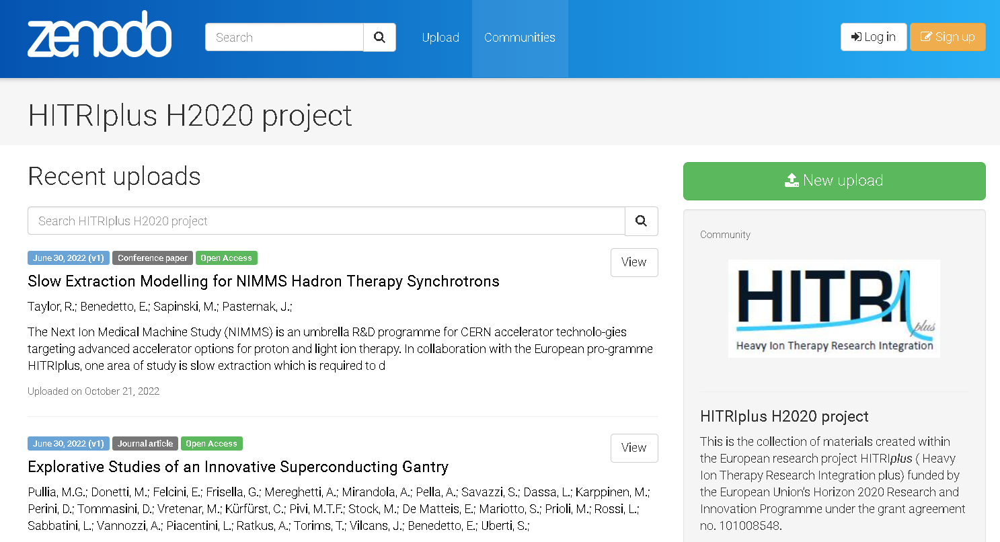 zenodo
Search
Upload
Communities
Log in
Sign up
HITRIplus H2020 project
Recent uploads
Search HITRIplus H2020 project
June 30, 2022 (v1) Conference paper Open Access
View
Slow Extraction Modelling for NIMMS Hadron Therapy Synchrotrons
Taylor, R.; Benedetto, E.; Sapinski, M.; Pasternak, J.;
The Next Ion Medical Machine Study (NIMMS) is an umbrella R&D programme for CERN accelerator technolo-gies
targeting advanced accelerator options for proton and light ion therapy. In collaboration with the European pro-gramme
HITRIplus, one area of study is slow extraction which is required to d
Uploaded on October 21, 2022
June 30, 2022 (v1) Journal article Open Access
View
Explorative Studies of an Innovative Superconducting Gantry
Pullia, M.G.; Donetti, M.; Felcini, E.; Frisella, G.; Mereghetti, A.; Mirandola, A.; Pella, A.; Savazzi, S.; Dassa, L.; Karppinen, M.;
Perini, D.; Tommasini, D.; Vretenar, M.; Kürfürst, C.; Pivi, M.T.F.; Stock, M.; De Matteis, E.; Mariotto, S.; Prioli, M.; Rossi, L.;
Sabbatini, L.; Vannozzi, A.; Piacentini, L.; Ratkus, A.; Torims, T.; Vilcans, J.; Benedetto, E.; Uberti, S.;
New upload
Community
HITRI
plus
Heavy Ion Therapy Research Integration
HITRIplus H2020 project
This is the collection of materials created within
the European research project HITRIplus ( Heavy
Ion Therapy Research Integration plus) funded by
the European Union's Horizon 2020 Research and
Innovation Programme under the grant agreement
no. 101008548.